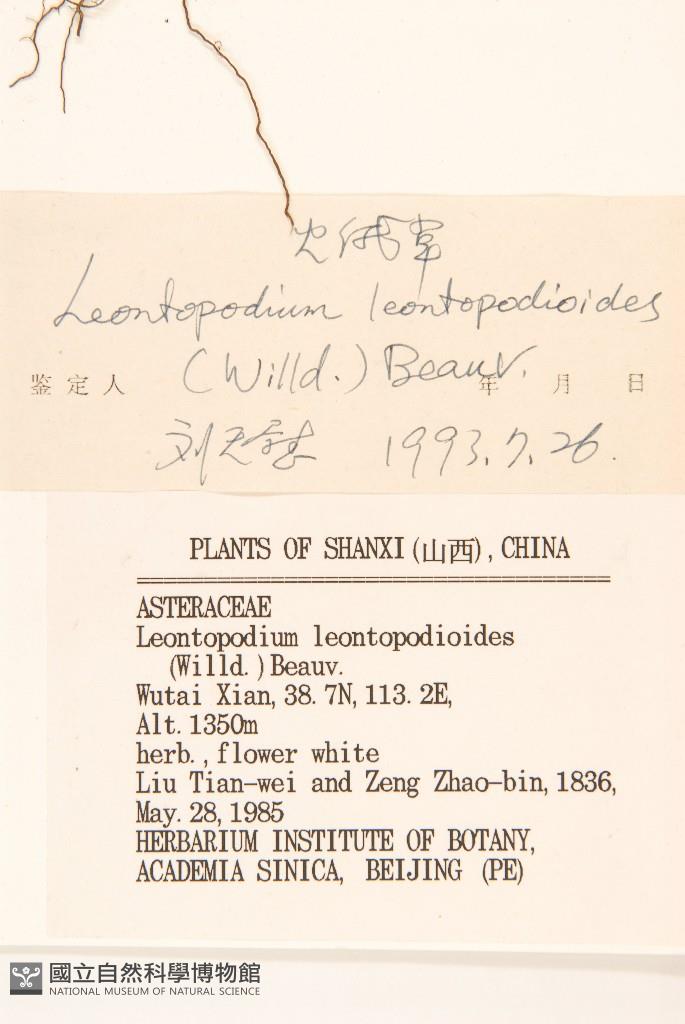 火绒草
Leontopodium leontopodioides
(Willd.) Beauv.
鉴定人 年 月 日
刘 1993.7.26.
PLANTS OF SHANXI (山西), CHINA
ASTERACEAE
Leontopodium leontopodioides
(Willd.) Beauv.
Wutai Xian, 38.7N, 113.2E,
Alt. 1350m
herb., flower white
Liu Tian-wei and Zeng Zhao-bin, 1836,
May. 28, 1985
HERBARIUM INSTITUTE OF BOTANY,
ACADEMIA SINICA, BEIJING (PE)
國立自然科學博物館
NATIONAL MUSEUM OF NATURAL SCIENCE